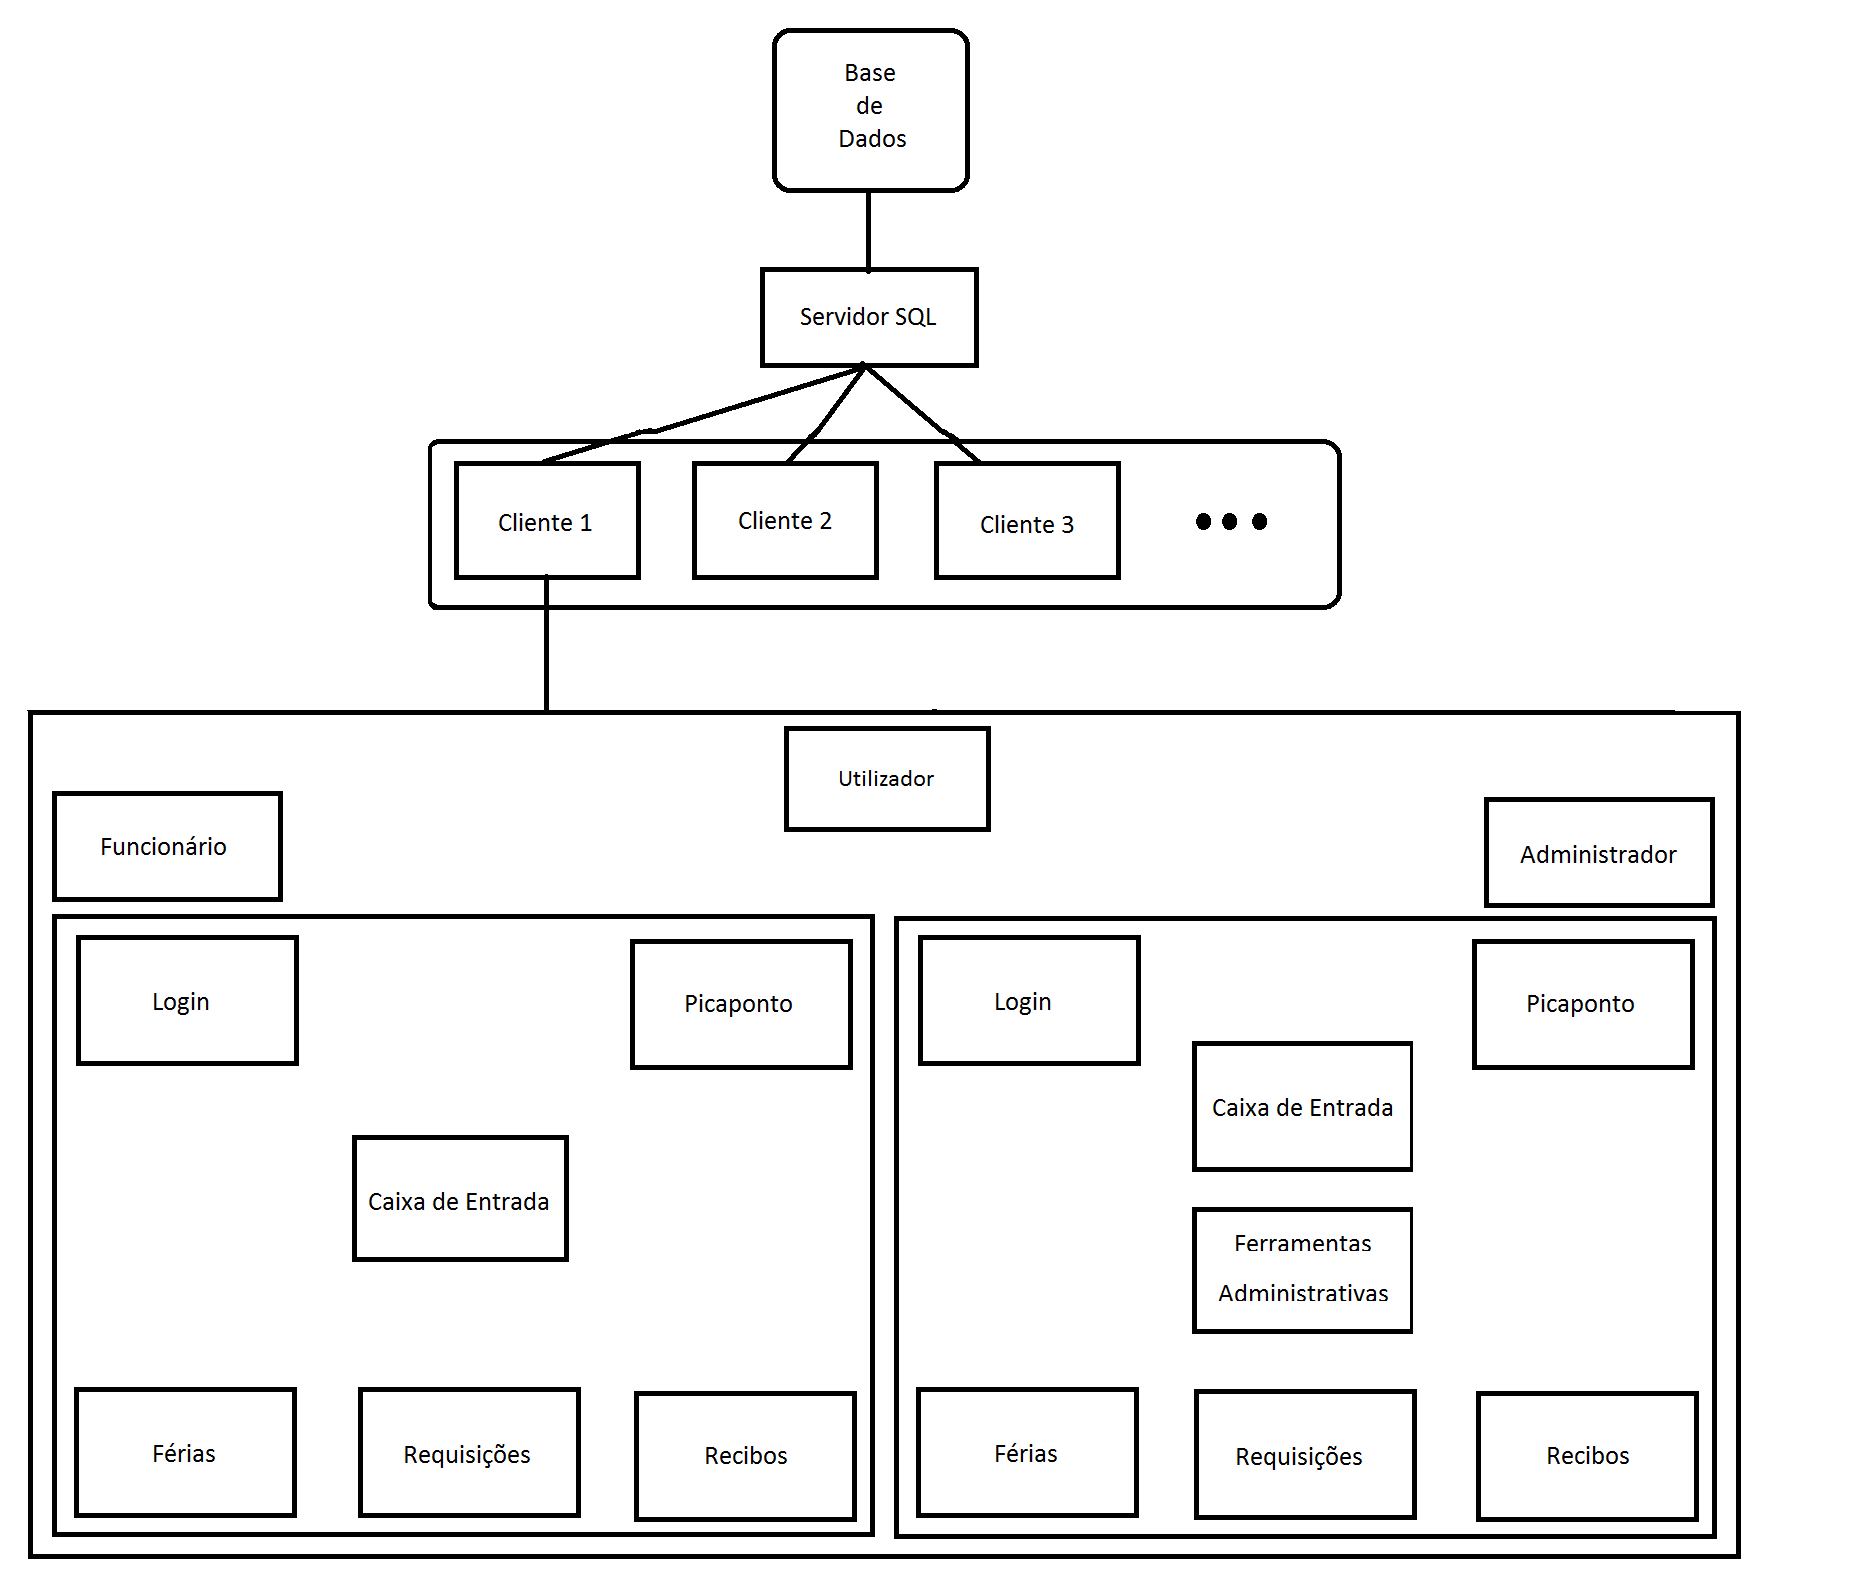 Base
de
Dados
Servidor SQL
Cliente 1
Cliente 2
Cliente 3
Utilizador
Funcionário
Administrador
Login
Picaponto
Caixa de Entrada
Férias
Requisições
Recibos
Login
Picaponto
Caixa de Entrada
Ferramentas
Administrativas
Férias
Requisições
Recibos